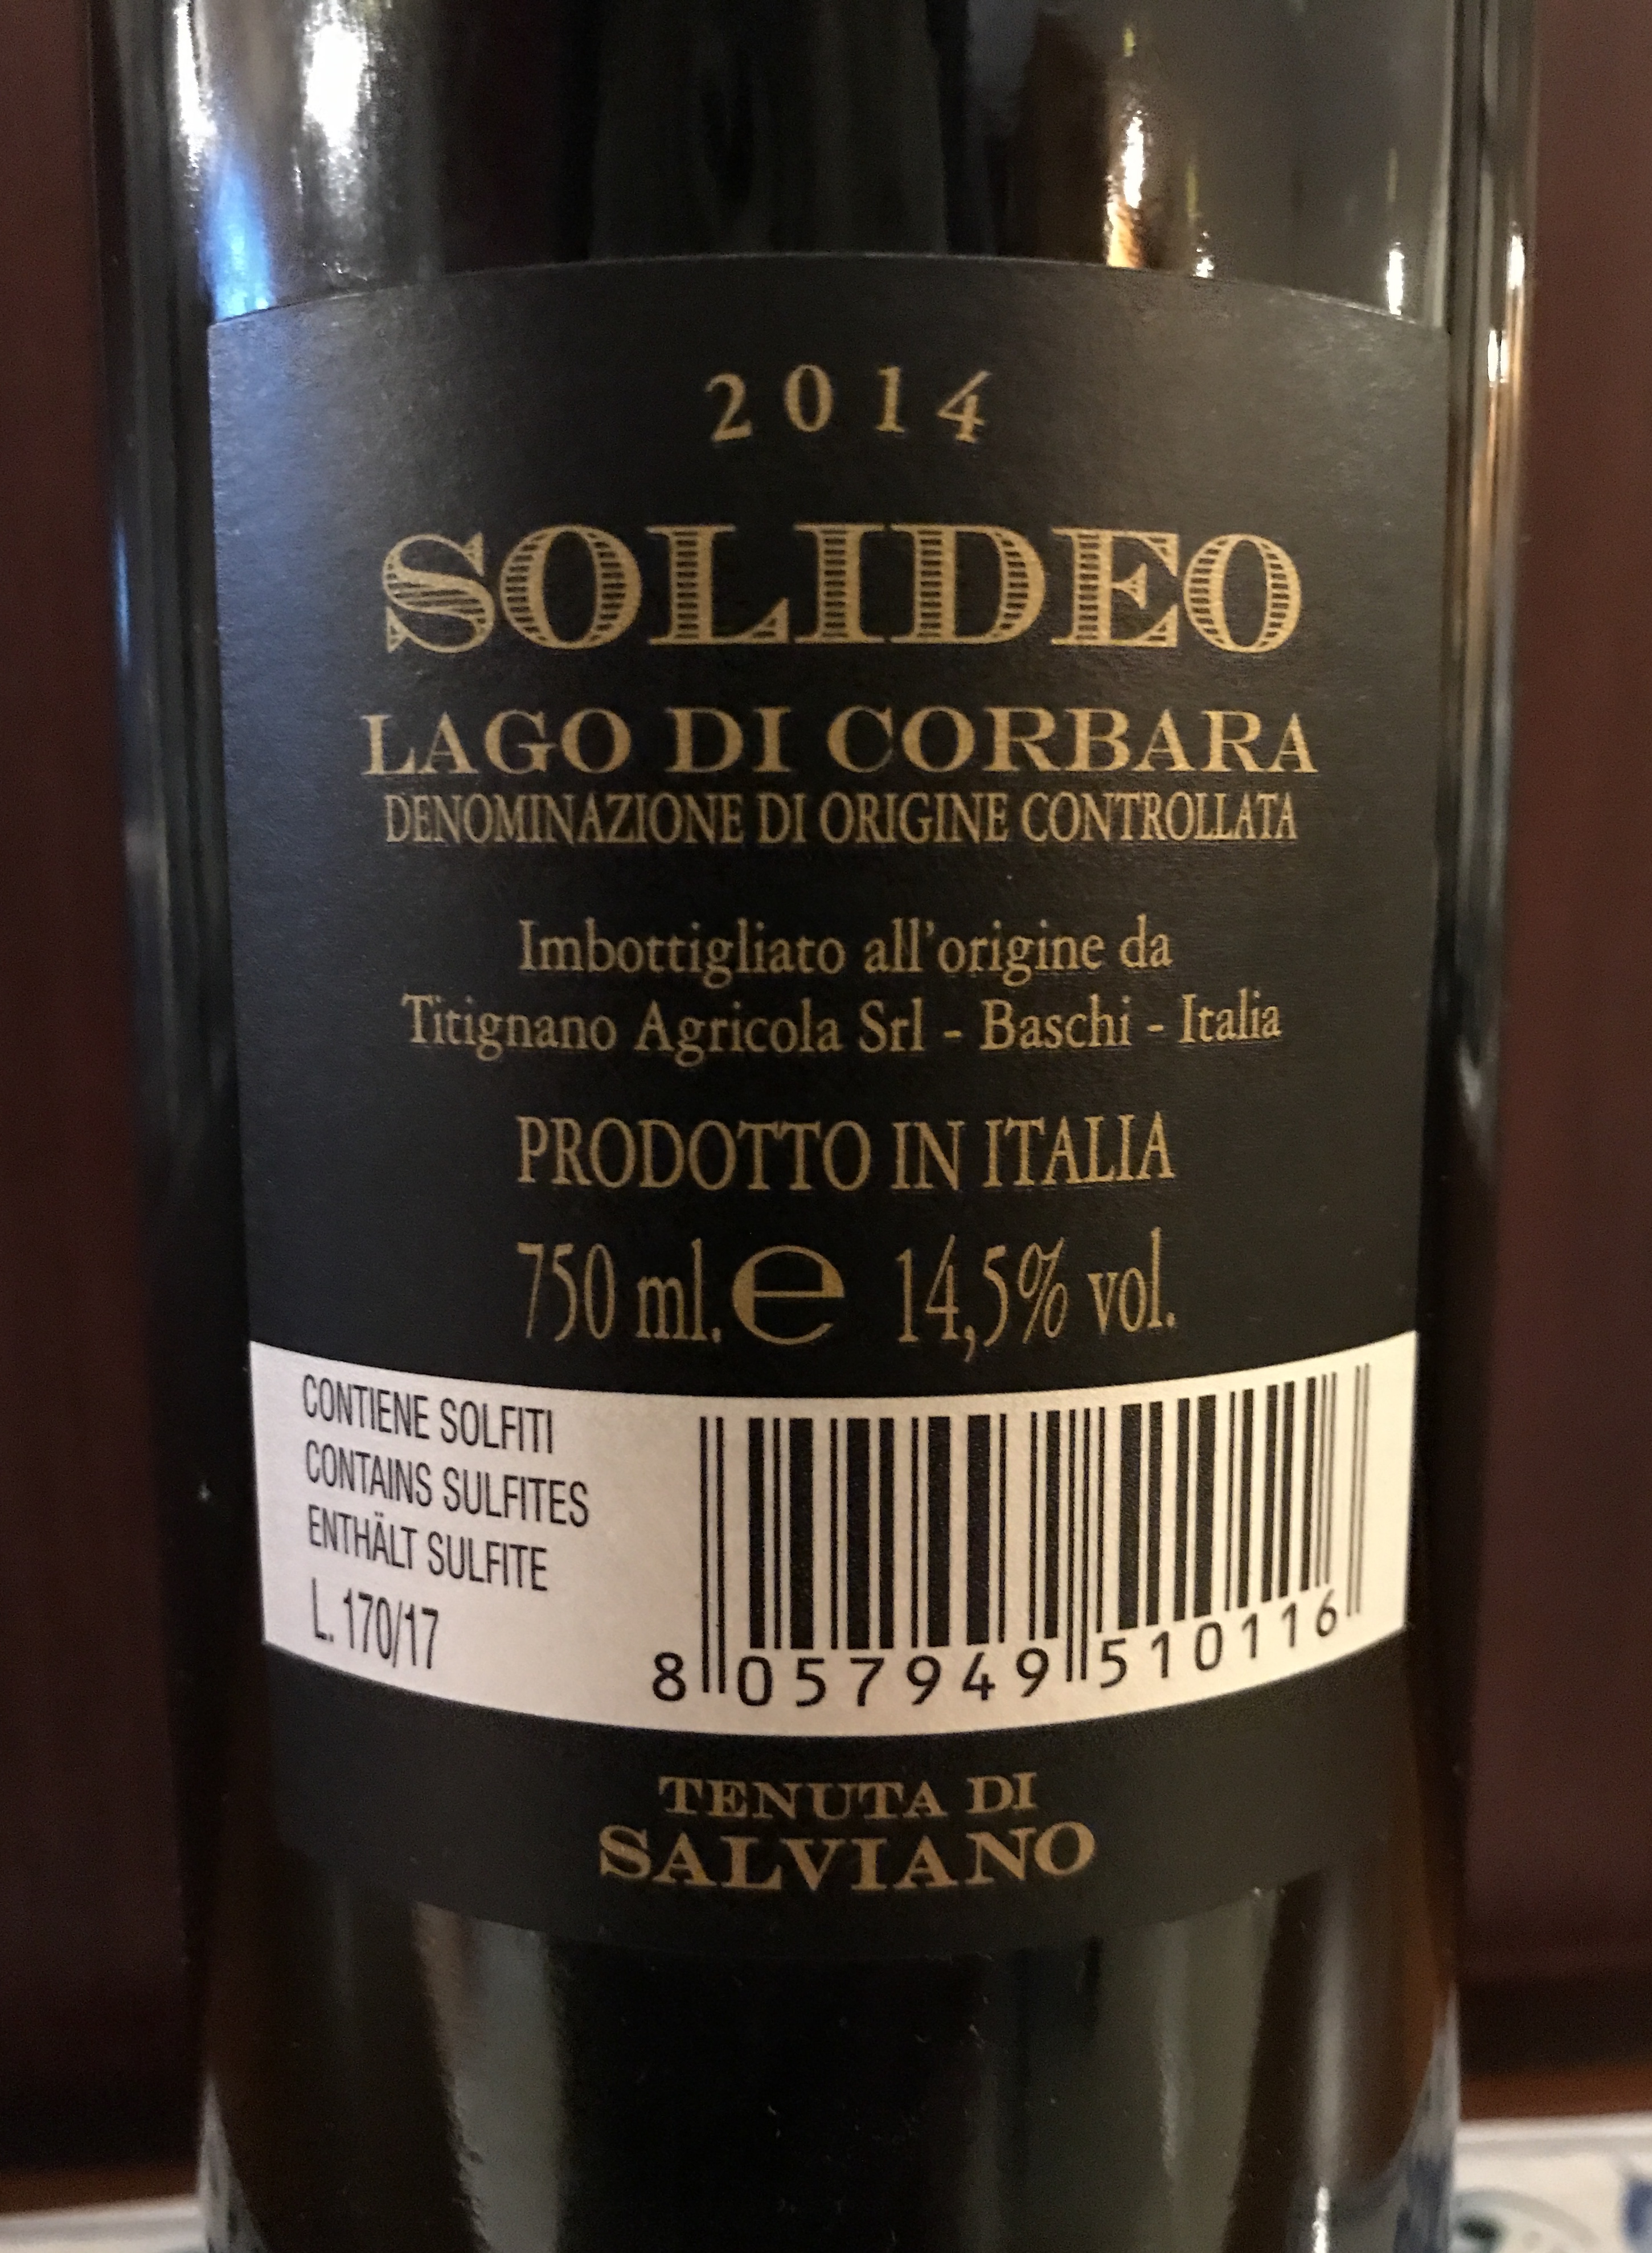 2014
SOLIDEO
LAGO DI CORBARA
DENOMINAZIONE DI ORIGINE CONTROLLATA
Imbottigliato all'origine da
Titignano Agricola Srl - Baschi - Italia
PRODOTTO IN ITALIA
750 ml. e 14,5% vol.
CONTIENE SOLFITI
CONTAINS SULFITES
ENTHÄLT SULFITE
L. 170/17
8 057949 510116
TENUTA DI
SALVIANO